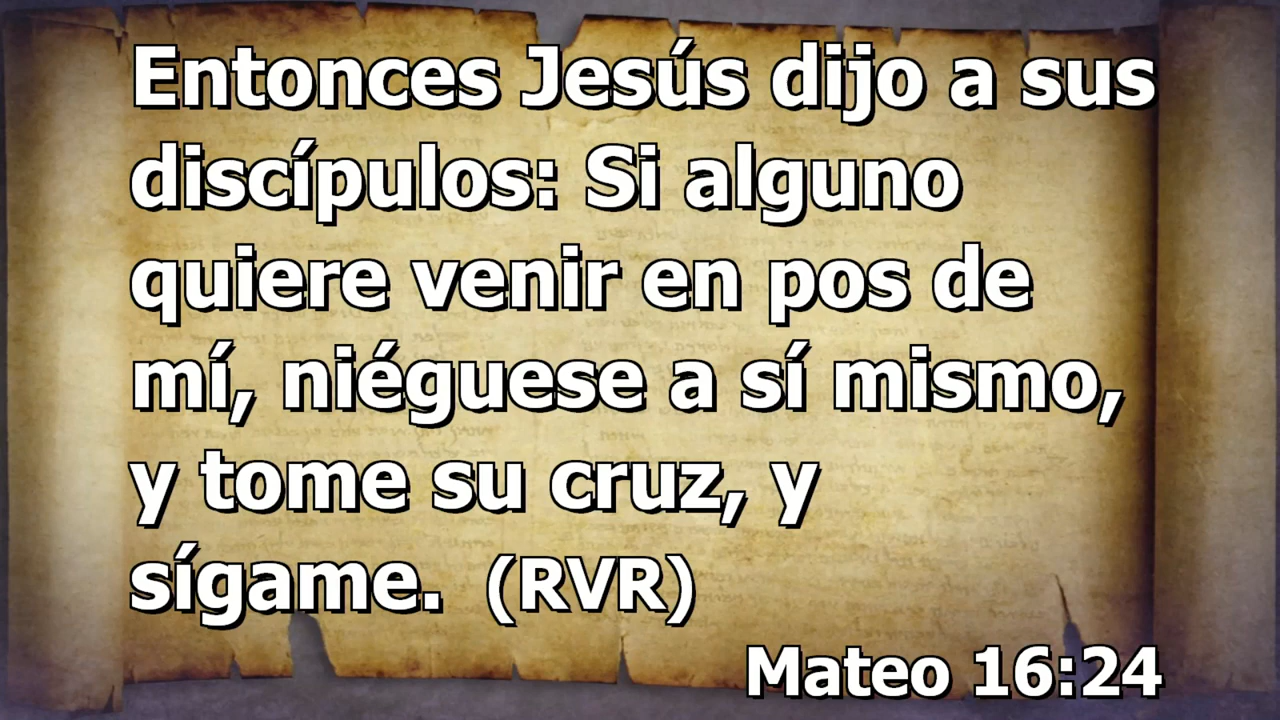 Entonces Jesús dijo a sus
discípulos: Si alguno
quiere venir en pos de
mí, niéguese a sí mismo,
y tome su cruz, y
sígame.  (RVR)
Mateo 16:24